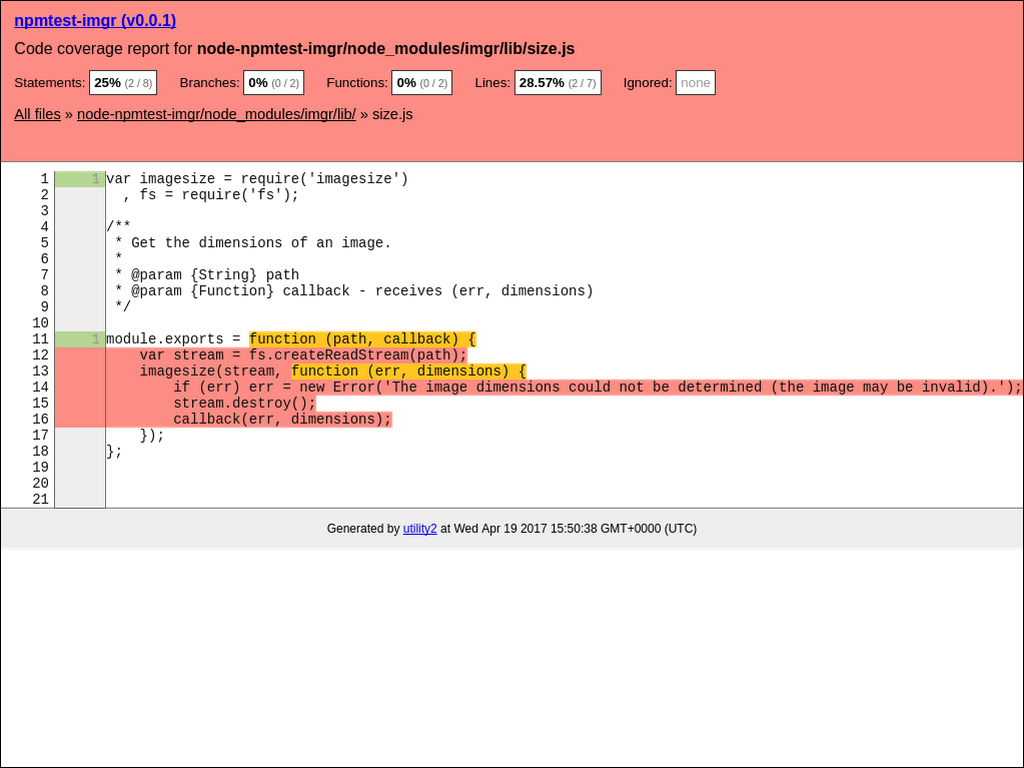 npmtest-imgr (v0.0.1)
Code coverage report for node-npmtest-imgr/node_modules/imgr/lib/size.js
Statements: 25% (2 / 8) Branches: 0% (0 / 2) Functions: 0% (0 / 2) Lines: 28.57% (2 / 7) Ignored: none
All files » node-npmtest-imgr/node_modules/imgr/lib/ » size.js
1 1 var imagesize = require('imagesize')
2   , fs = require('fs');
3
4 /**
5  * Get the dimensions of an image.
6  *
7  * @param {String} path
8  * @param {Function} callback - receives (err, dimensions)
9  */
10
11 1 module.exports = function (path, callback) {
12     var stream = fs.createReadStream(path);
13     imagesize(stream, function (err, dimensions) {
14         if (err) err = new Error('The image dimensions could not be determined (the image may be invalid).');
15         stream.destroy();
16         callback(err, dimensions);
17     });
18 };
19
20
21
Generated by utility2 at Wed Apr 19 2017 15:50:38 GMT+0000 (UTC)